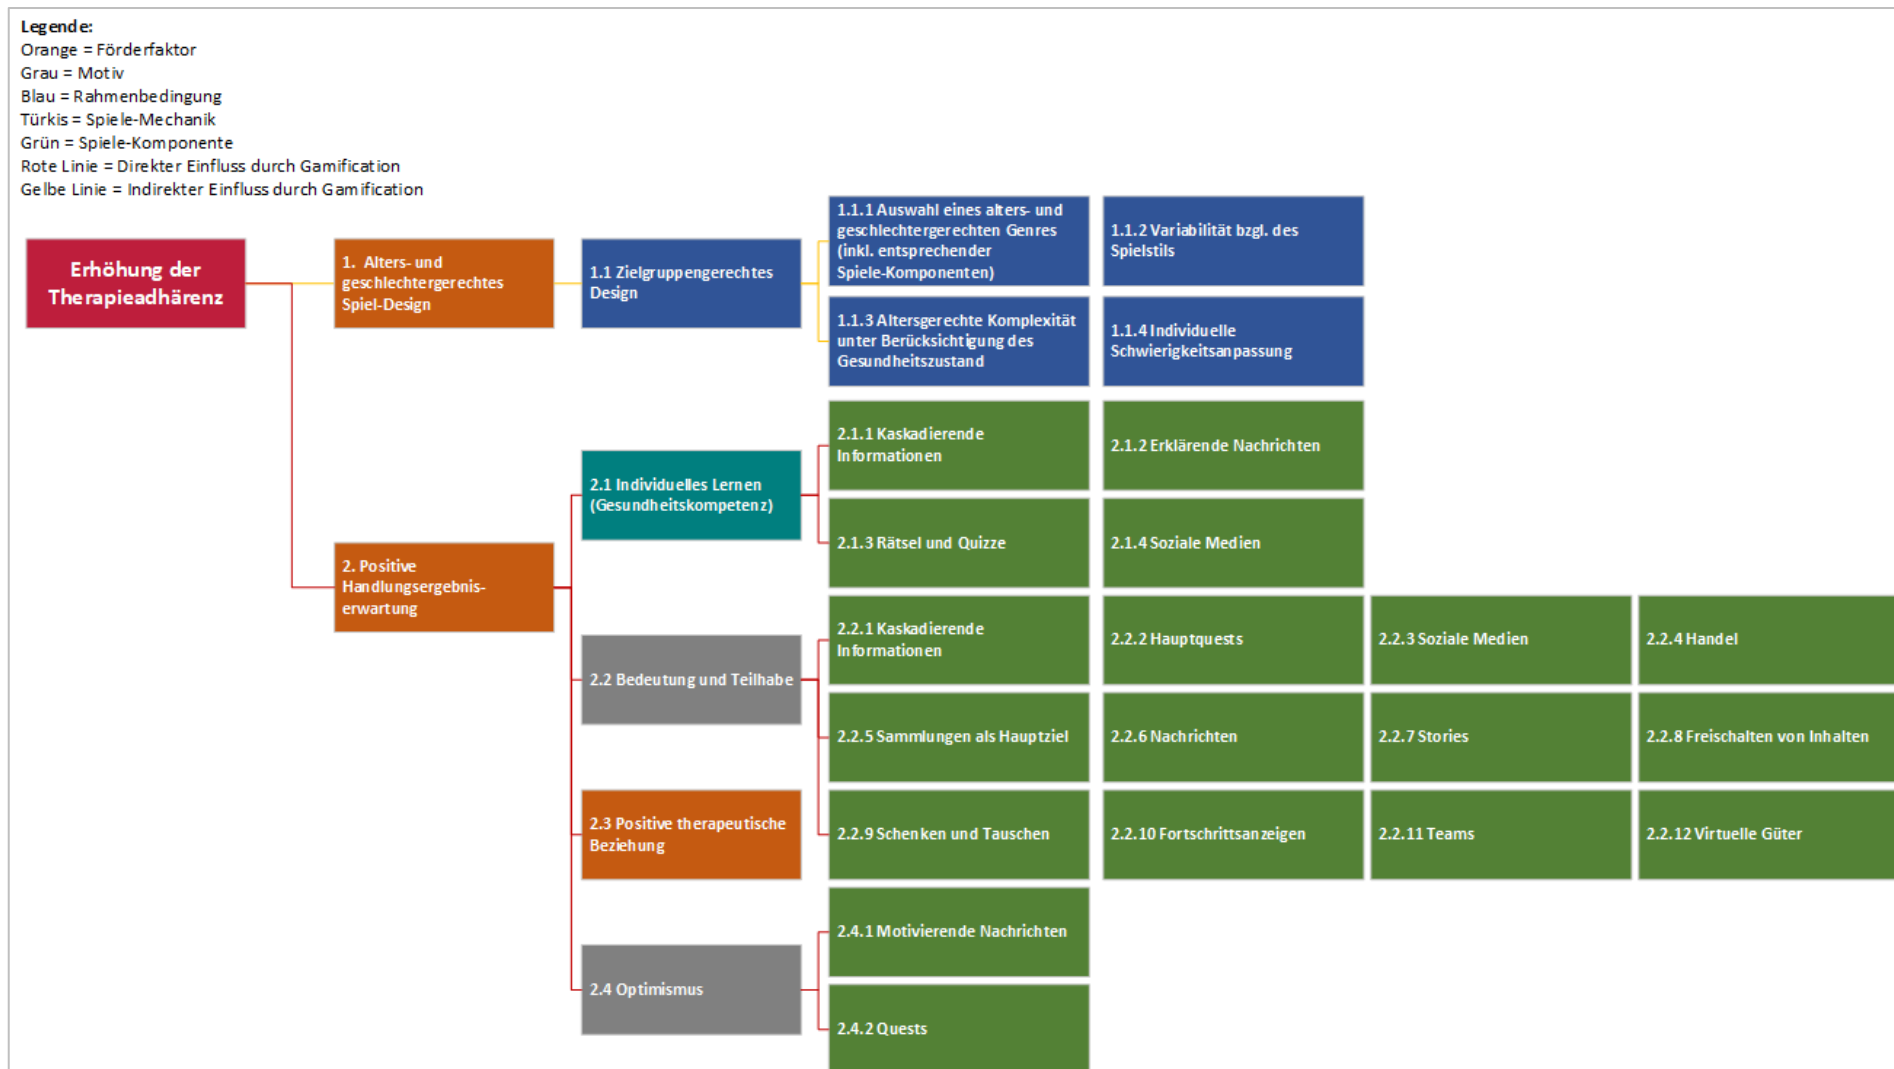 Legende:
Orange = Förderfaktor
Grau = Motiv
Blau = Rahmenbedingung
Türkis = Spiele-Mechanik
Grün = Spiele-Komponente
Rote Linie = Direkter Einfluss durch Gamification
Gelbe Linie = Indirekter Einfluss durch Gamification
Erhöhung der
Therapieadhärenz
1. Alters- und
geschlechtergerechtes
Spiel-Design
1.1 Zielgruppengerechtes
Design
1.1.1 Auswahl eines alters- und
geschlechtergerechten Genres
(inkl. entsprechender
Spiele-Komponenten)
1.1.2 Variabilität bzgl. des
Spielstils
1.1.3 Altersgerechte Komplexität
unter Berücksichtigung des
Gesundheitszustand
1.1.4 Individuelle
Schwierigkeitsanpassung
2. Positive
Handlungsergebnis-
erwartung
2.1 Individuelles Lernen
(Gesundheitskompetenz)
2.1.1 Kaskadierende
Informationen
2.1.2 Erklärende Nachrichten
2.1.3 Rätsel und Quizze
2.1.4 Soziale Medien
2.2 Bedeutung und Teilhabe
2.2.1 Kaskadierende
Informationen
2.2.2 Hauptquests
2.2.3 Soziale Medien
2.2.4 Handel
2.2.5 Sammlungen als Hauptziel
2.2.6 Nachrichten
2.2.7 Stories
2.2.8 Freischalten von Inhalten
2.2.9 Schenken und Tauschen
2.2.10 Fortschrittsanzeigen
2.2.11 Teams
2.2.12 Virtuelle Güter
2.3 Positive therapeutische
Beziehung
2.4 Optimismus
2.4.1 Motivierende Nachrichten
2.4.2 Quests